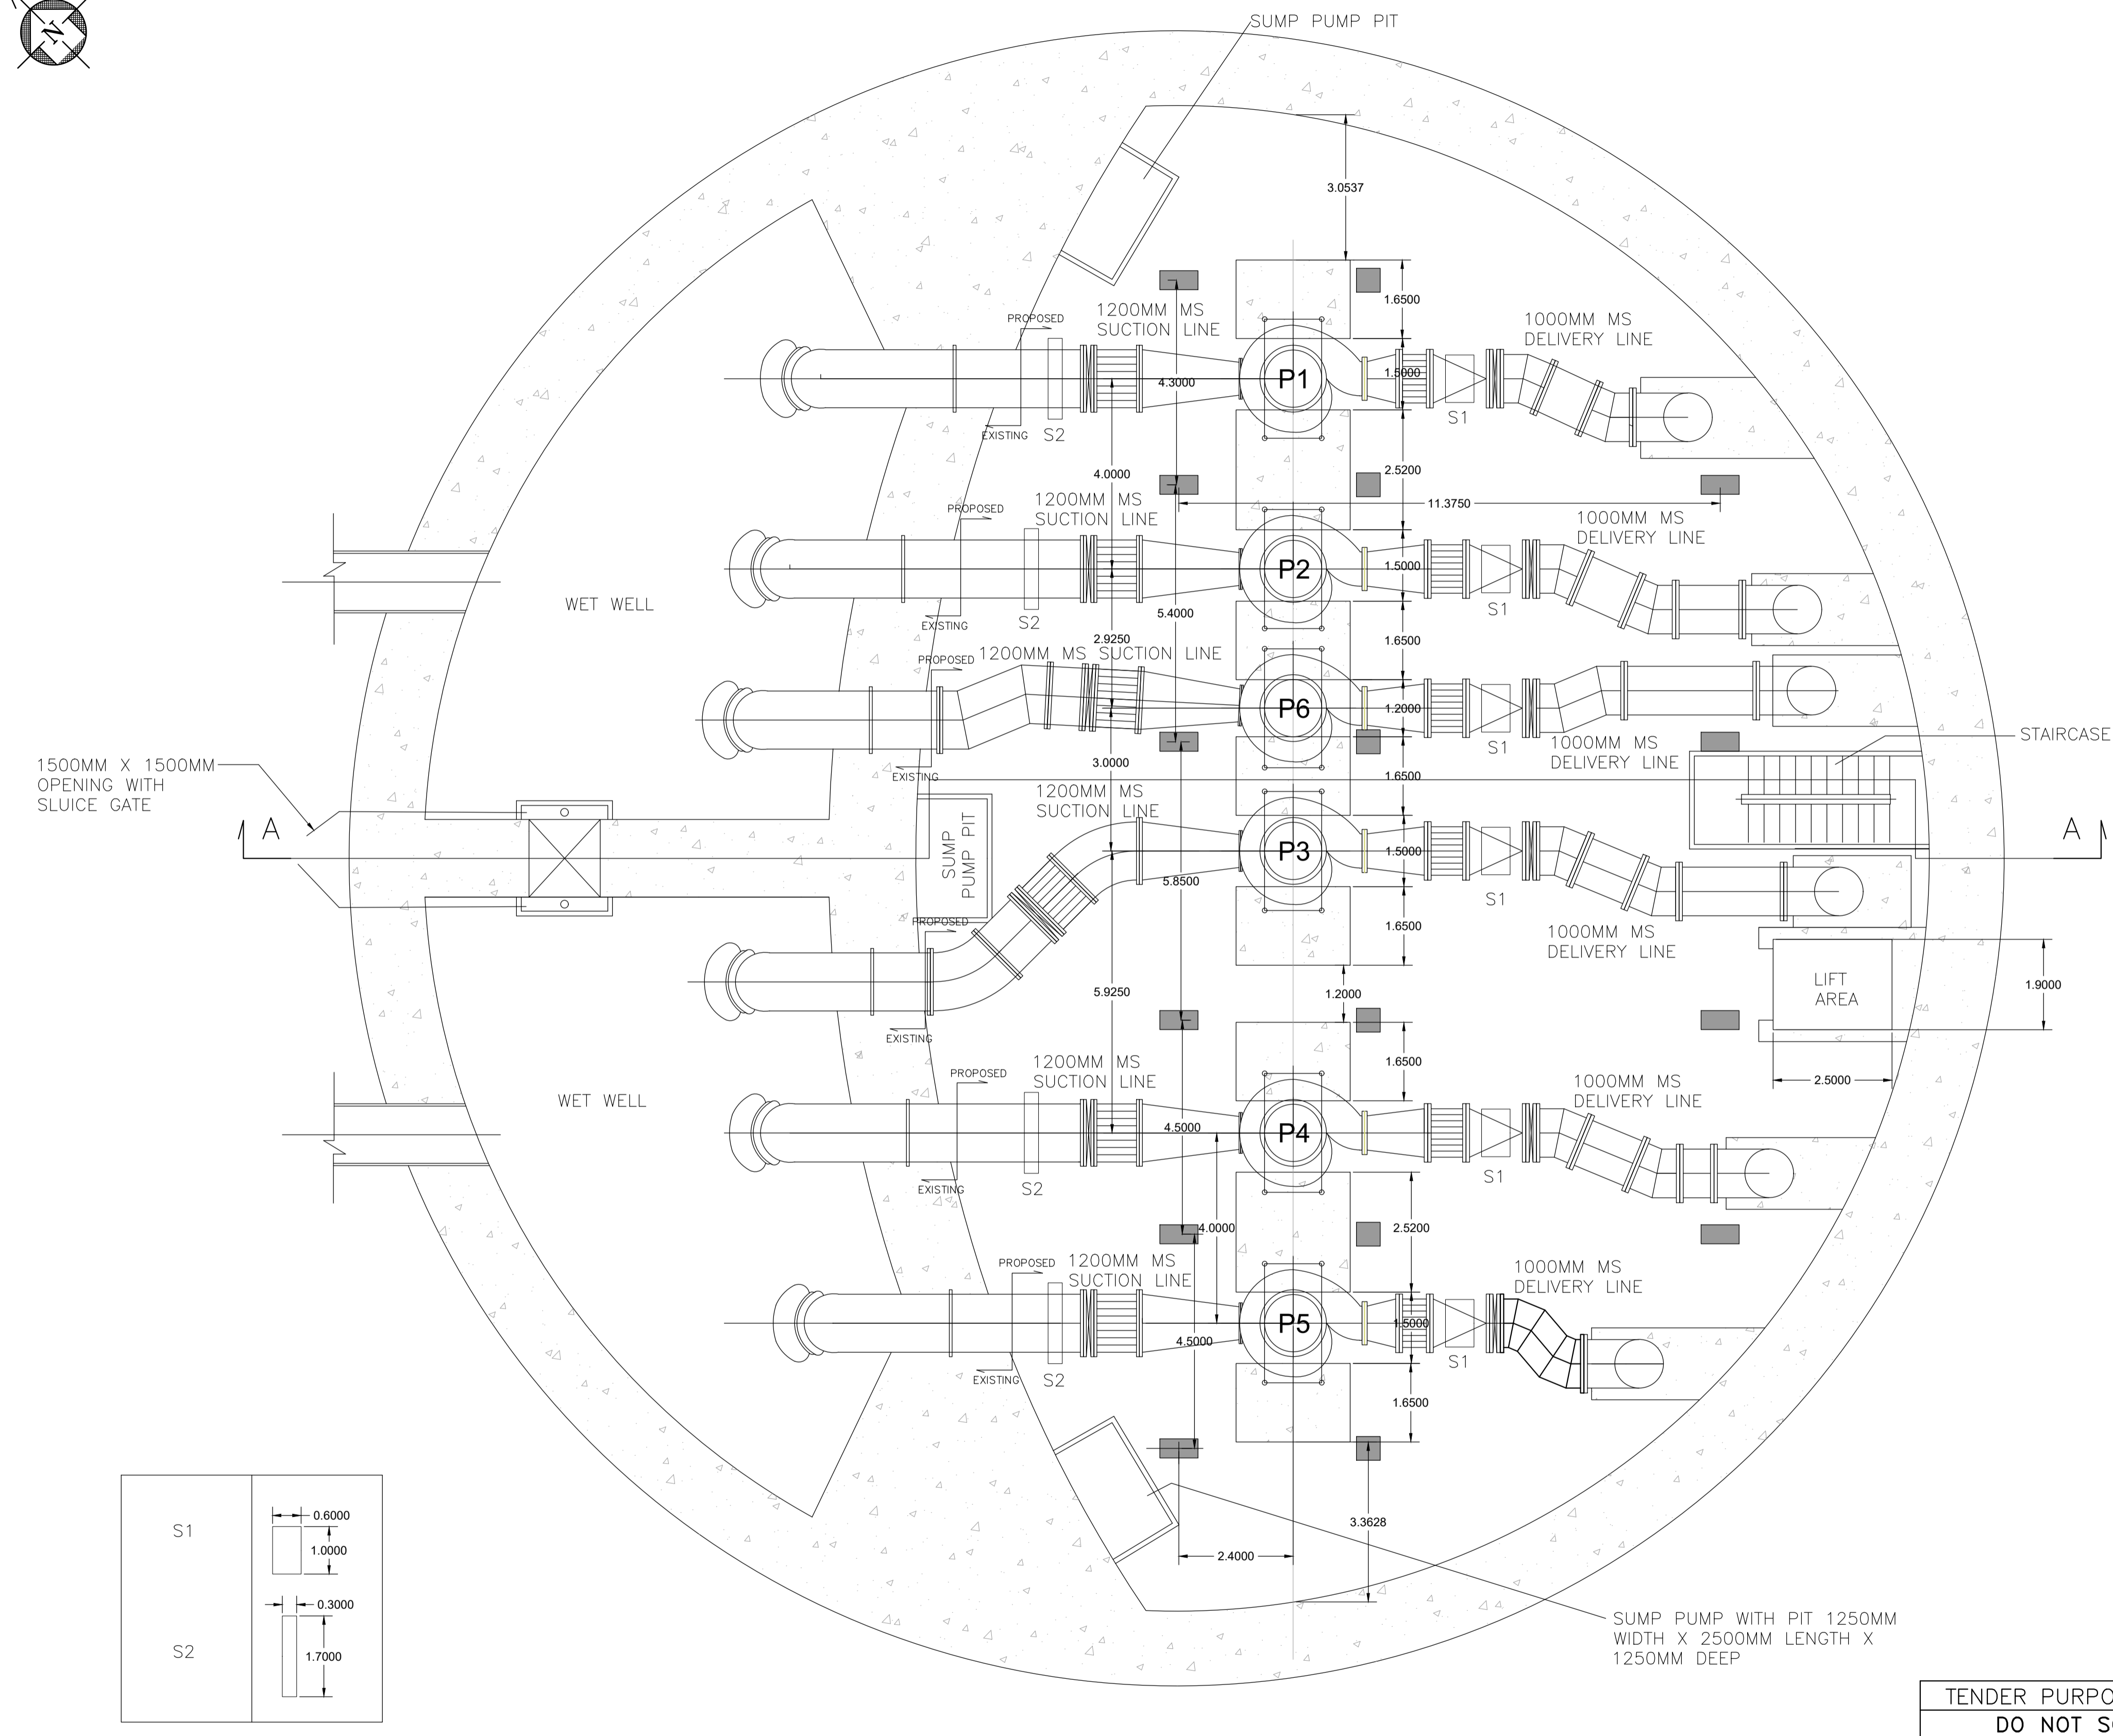 N
SUMP PUMP PIT
3.0537
1.6500
1200MM MS
SUCTION LINE
PROPOSED
1000MM MS
DELIVERY LINE
4.3000
P1
1.5000
EXISTING
S2
S1
4.0000
2.5200
11.3750
1200MM MS
SUCTION LINE
PROPOSED
1000MM MS
DELIVERY LINE
P2
1.5000
WET WELL
S1
EXISTING
S2
5.4000
2.9250
1.6500
PROPOSED
1200MM MS SUCTION LINE
P6
1.2000
STAIRCASE
S1
1000MM MS
DELIVERY LINE
1500MM X 1500MM
OPENING WITH
SLUICE GATE
EXISTING
3.0000
1.6500
1200MM MS
SUCTION LINE
A
A
SUMP
PUMP PIT
P3
1.5000
5.8500
S1
PROPOSED
1.6500
1000MM MS
DELIVERY LINE
5.9250
1.2000
LIFT
AREA
1.9000
EXISTING
1200MM MS
SUCTION LINE
1.6500
PROPOSED
2.5000
1000MM MS
DELIVERY LINE
WET WELL
4.5000
P4
S1
EXISTING
S2
4.0000
2.5200
PROPOSED
1200MM MS
SUCTION LINE
1000MM MS
DELIVERY LINE
4.5000
P5
1.5000
S1
EXISTING
S2
1.6500
S1
0.6000
1.0000
3.3628
2.4000
0.3000
S2
1.7000
SUMP PUMP WITH PIT 1250MM
WIDTH X 2500MM LENGTH X
1250MM DEEP
TENDER PURPO
DO NOT S